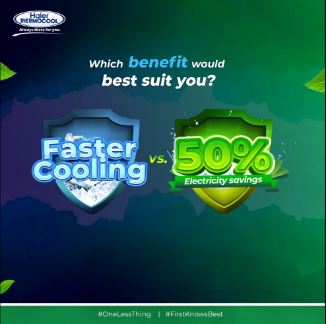 Haier
THERMOCOOL
Always there for you.
Which benefit would
best suit you?
Faster
Cooling
vs.
50%
Electricity savings
#OneLessThing | #FirstKnowsBest